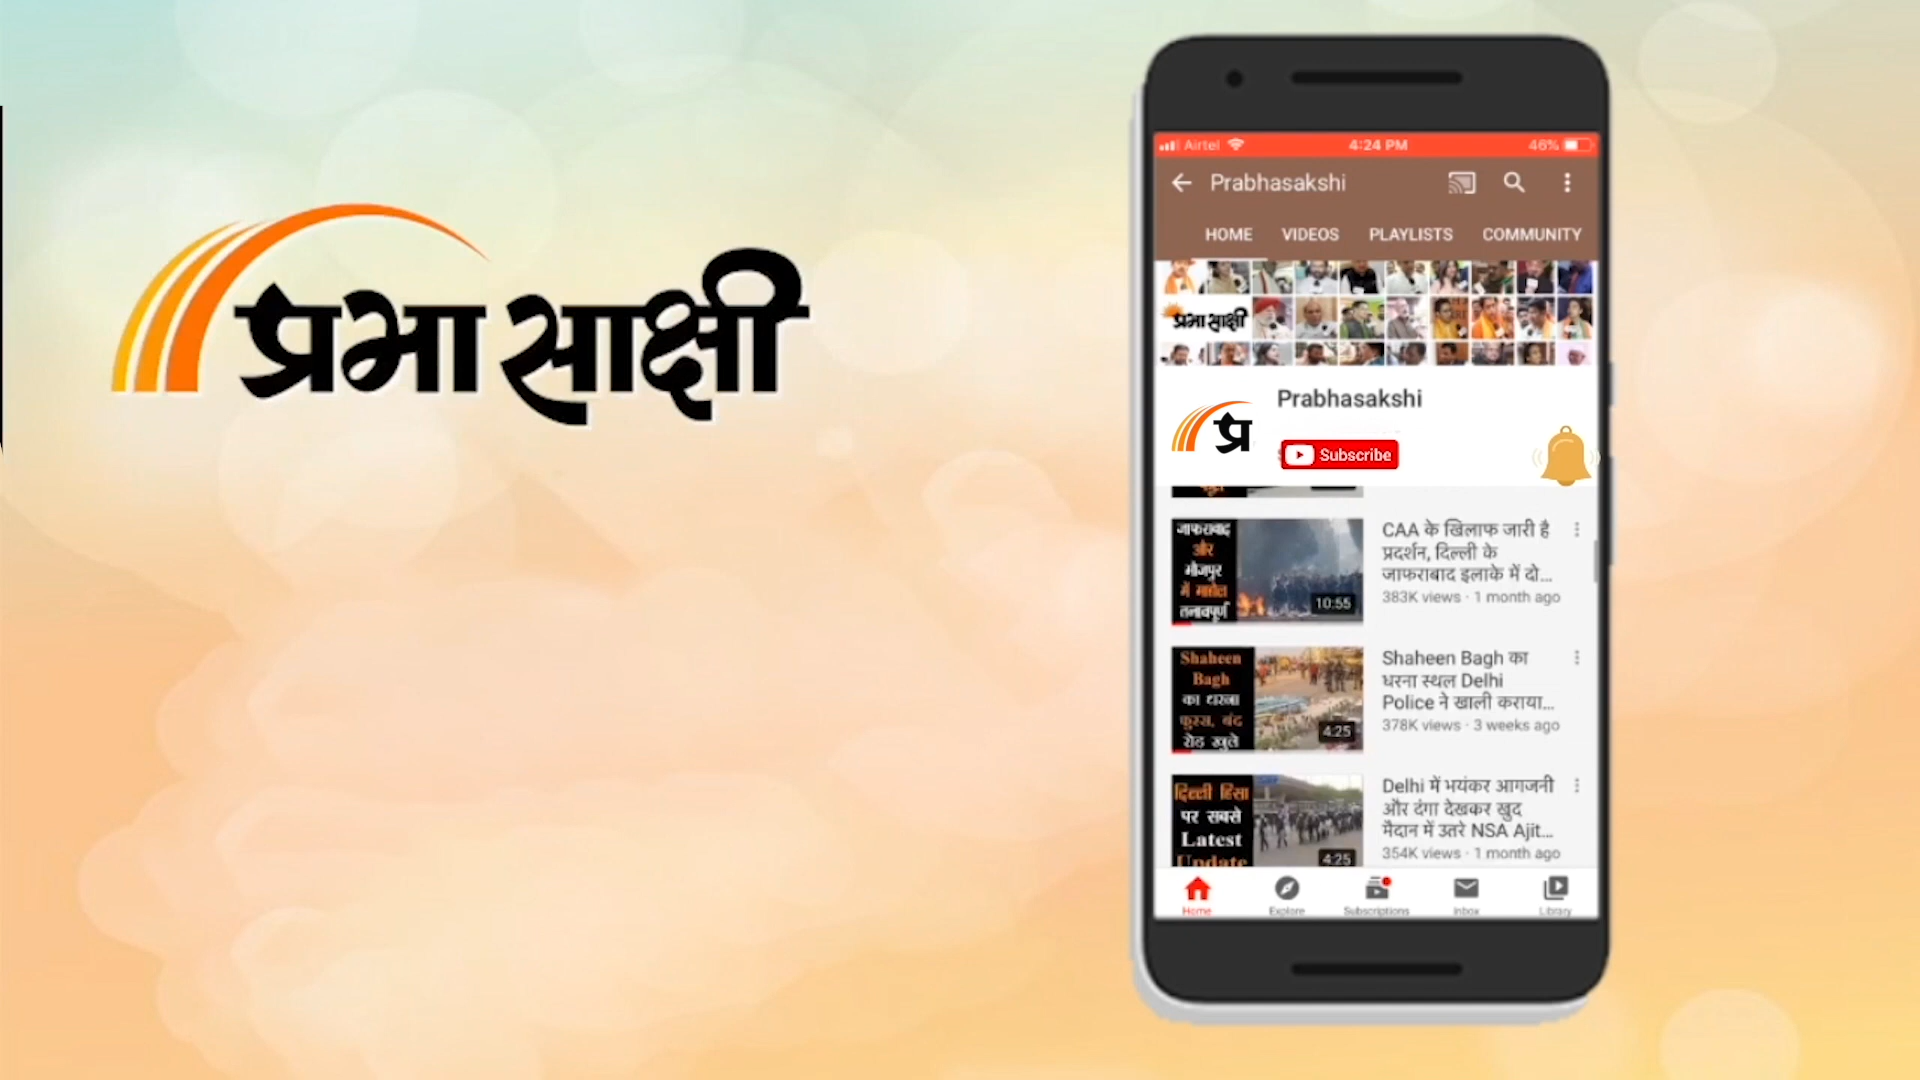 प्रभासाक्षी
Airtel 4:24 PM 46%
Prabhasakshi
HOME VIDEOS PLAYLISTS COMMUNITY
प्रभासाक्षी
Prabhasakshi
प्र
Subscribe
जाफराबाद
और
मौजपुर
में माहौल
तनावपूर्ण
10:55
CAA के खिलाफ जारी है
प्रदर्शन, दिल्ली के
जाफराबाद इलाके में दो...
383K views · 1 month ago
Shaheen
Bagh
का धरना
फुस्स, बंद
रोड खुले
4:25
Shaheen Bagh का
धरना स्थल Delhi
Police ने खाली कराया...
378K views · 3 weeks ago
दिल्ली हिंसा
पर सबसे
Latest
Update
4:25
Delhi में भयंकर आगजनी
और दंगा देखकर खुद
मैदान में उतरे NSA Ajit...
354K views · 1 month ago
Home Explore Subscriptions Inbox Library